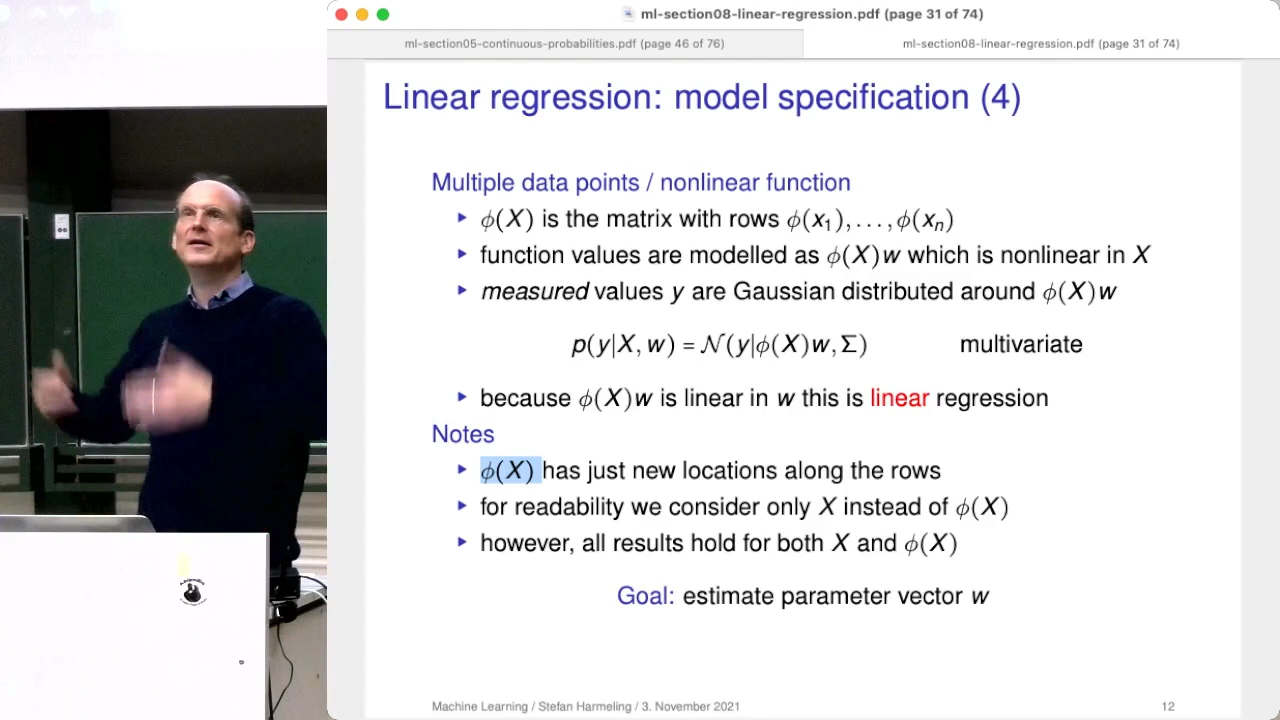 ml-section08-linear-regression.pdf (page 31 of 74)
ml-section05-continuous-probabilities.pdf (page 46 of 76)
ml-section08-linear-regression.pdf (page 31 of 74)
Linear regression: model specification (4)
Multiple data points / nonlinear function
▸ ϕ(X) is the matrix with rows ϕ(x₁), . . . , ϕ(xₙ)
▸ function values are modelled as ϕ(X)w which is nonlinear in X
▸ measured values y are Gaussian distributed around ϕ(X)w
p(y|X, w) = 𝒩(y|ϕ(X)w, Σ) multivariate
▸ because ϕ(X)w is linear in w this is linear regression
Notes
▸ ϕ(X) has just new locations along the rows
▸ for readability we consider only X instead of ϕ(X)
▸ however, all results hold for both X and ϕ(X)
Goal: estimate parameter vector w
Machine Learning / Stefan Harmeling / 3. November 2021
12